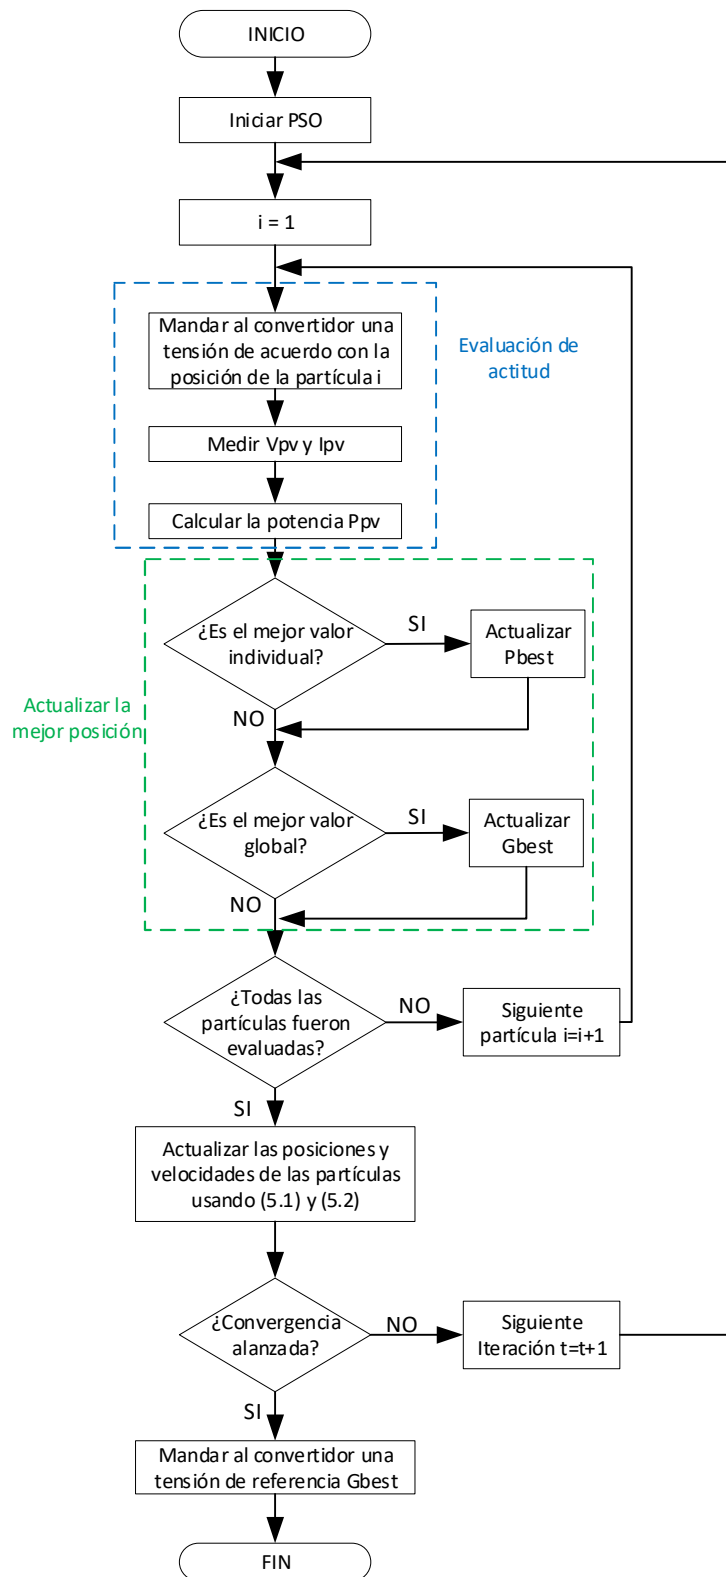 INICIO
Iniciar PSO
i = 1
Mandar al convertidor una
tensión de acuerdo con la
posición de la partícula i
Evaluación de
actitud
Medir Vpv y Ipv
Calcular la potencia Ppv
¿Es el mejor valor
individual?
SI
Actualizar
Pbest
Actualizar la
mejor posición
NO
¿Es el mejor valor
global?
SI
Actualizar
Gbest
NO
¿Todas las
partículas fueron
evaluadas?
NO
Siguiente
partícula i=i+1
SI
Actualizar las posiciones y
velocidades de las partículas
usando (5.1) y (5.2)
¿Convergencia
alanzada?
NO
Siguiente
Iteración t=t+1
SI
Mandar al convertidor una
tensión de referencia Gbest
FIN